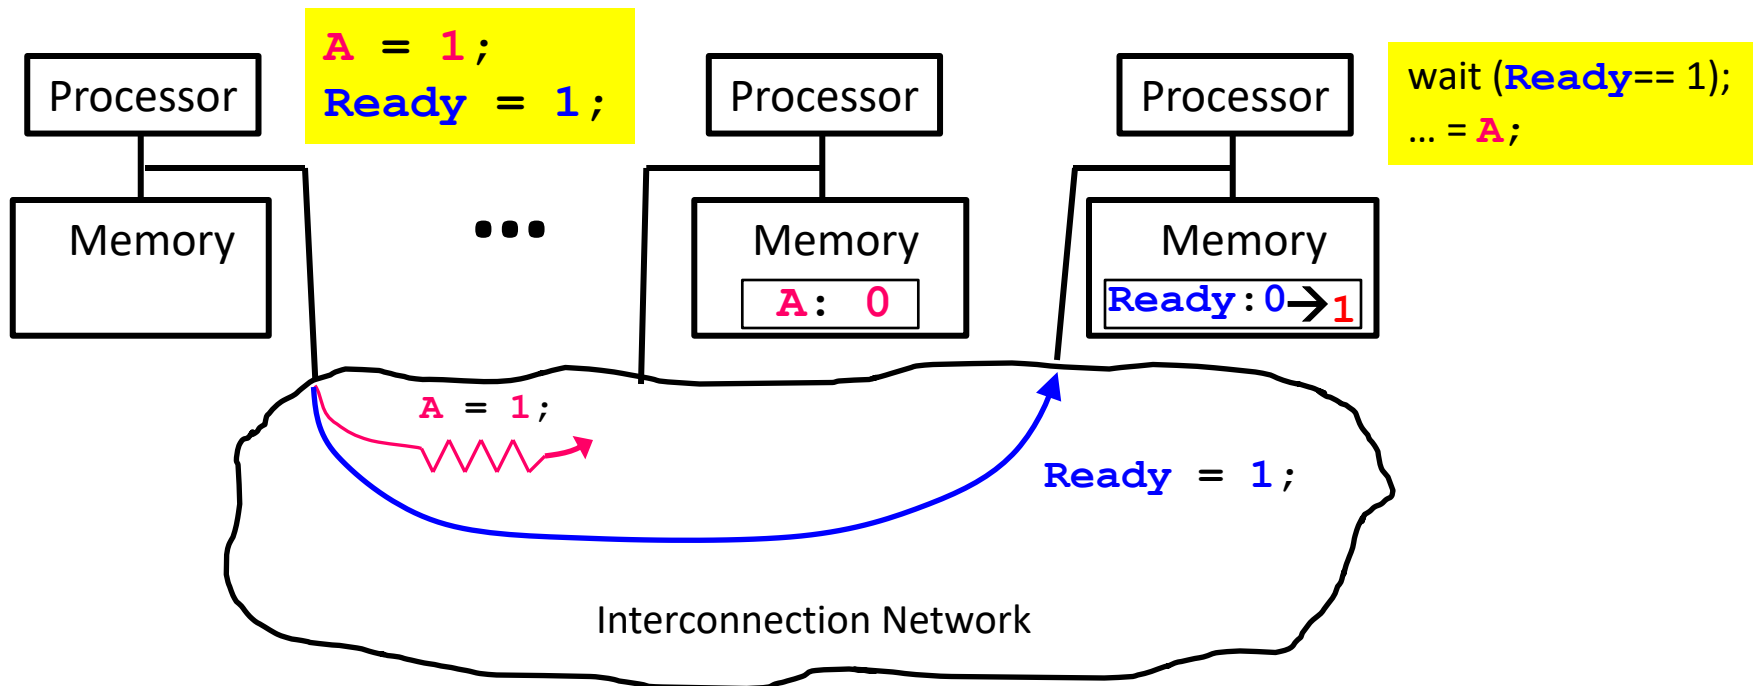 A = 1;
Ready = 1;
Processor
Processor
Processor
wait (Ready== 1);
... = A;
Memory
...
Memory
Memory
A: 0
Ready:0→1
A = 1;
Ready = 1;
Interconnection Network